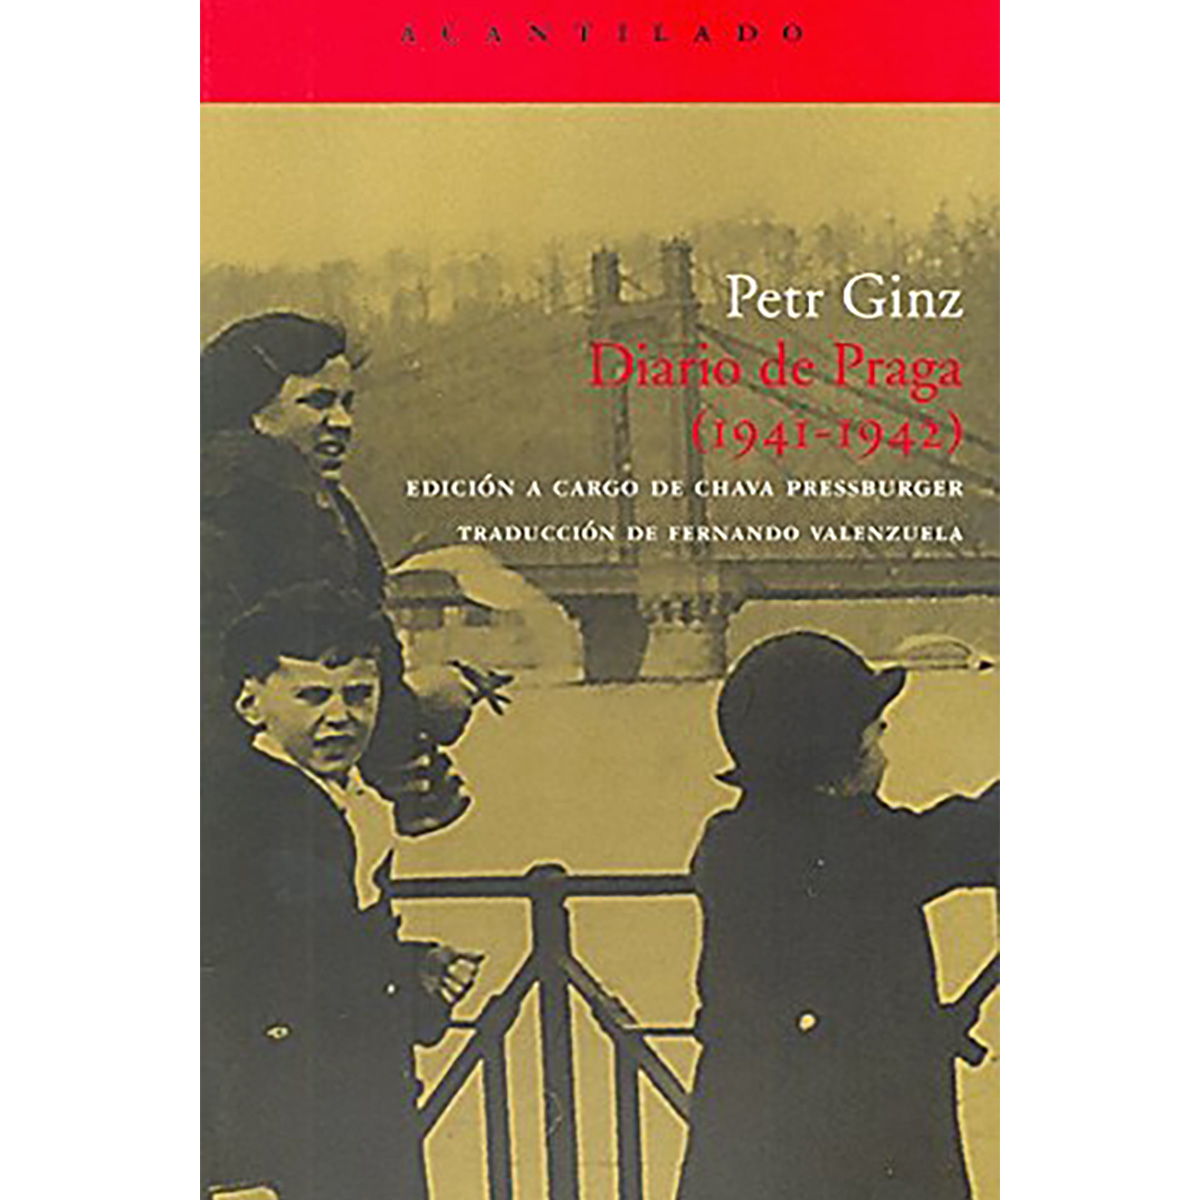 ACANTILADO
Petr Ginz
Diario de Praga
(1941-1942)
EDICIÓN A CARGO DE CHAVA PRESSBURGER
TRADUCCIÓN DE FERNANDO VALENZUELA